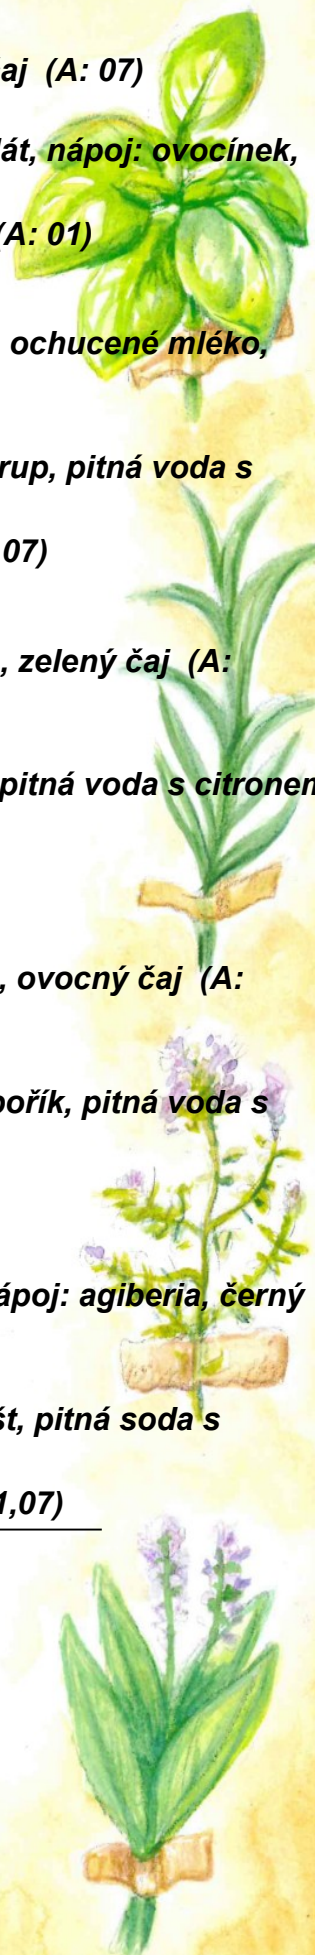 aj (A: 07)
át, nápoj: ovocínek,
(A: 01)
ochucené mléko,
rup, pitná voda s
07)
, zelený čaj (A:
pitná voda s citronem
, ovocný čaj (A:
ořík, pitná voda s
ápoj: agiberia, černý
št, pitná soda s
1,07)